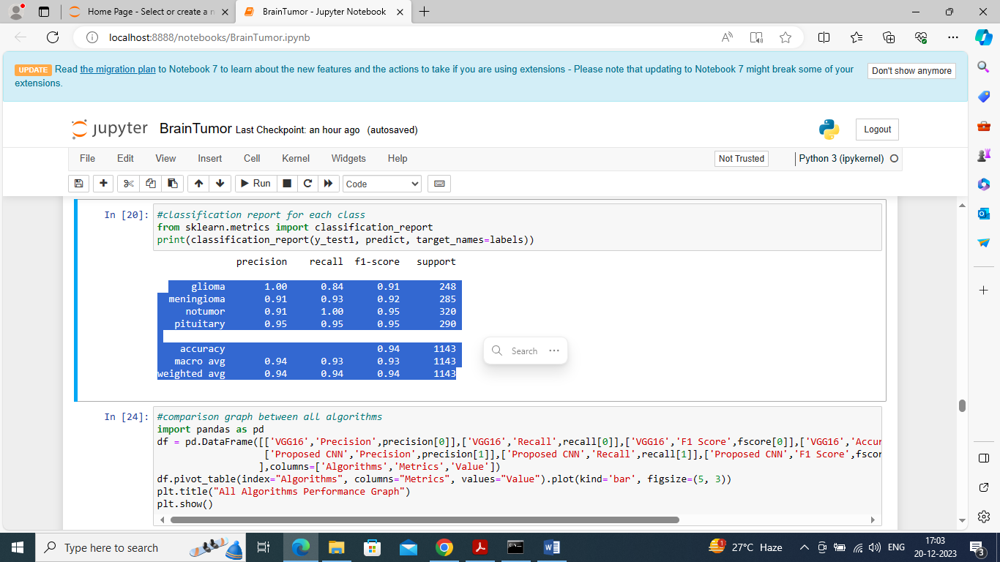 Home Page - Select or create a n
BrainTumor - Jupyter Notebook
localhost:8888/notebooks/BrainTumor.ipynb
UPDATE Read the migration plan to Notebook 7 to learn about the new features and the actions to take if you are using extensions - Please note that updating to Notebook 7 might break some of your
extensions.
Don't show anymore
jupyter BrainTumor Last Checkpoint: an hour ago (autosaved)
Logout
File Edit View Insert Cell Kernel Widgets Help
Not Trusted
Python 3 (ipykernel)
Run
Code
In [20]: #classification report for each class
from sklearn.metrics import classification_report
print(classification_report(y_test1, predict, target_names=labels))
precision recall f1-score support
glioma 1.00 0.84 0.91 248
meningioma 0.91 0.93 0.92 285
notumor 0.91 1.00 0.95 320
pituitary 0.95 0.95 0.95 290
accuracy 0.94 1143
macro avg 0.94 0.93 0.93 1143
weighted avg 0.94 0.94 0.94 1143
Search
In [24]: #comparison graph between all algorithms
import pandas as pd
df = pd.DataFrame([['VGG16','Precision',precision[0]],['VGG16','Recall',recall[0]],['VGG16','F1 Score',fscore[0]],['VGG16','Accur
['Proposed CNN','Precision',precision[1]],['Proposed CNN','Recall',recall[1]],['Proposed CNN','F1 Score',fscor
],columns=['Algorithms','Metrics','Value'])
df.pivot_table(index="Algorithms", columns="Metrics", values="Value").plot(kind='bar', figsize=(5, 3))
plt.title("All Algorithms Performance Graph")
plt.show()
Type here to search
1
27°C Haze
ENG
17:03
20-12-2023
3